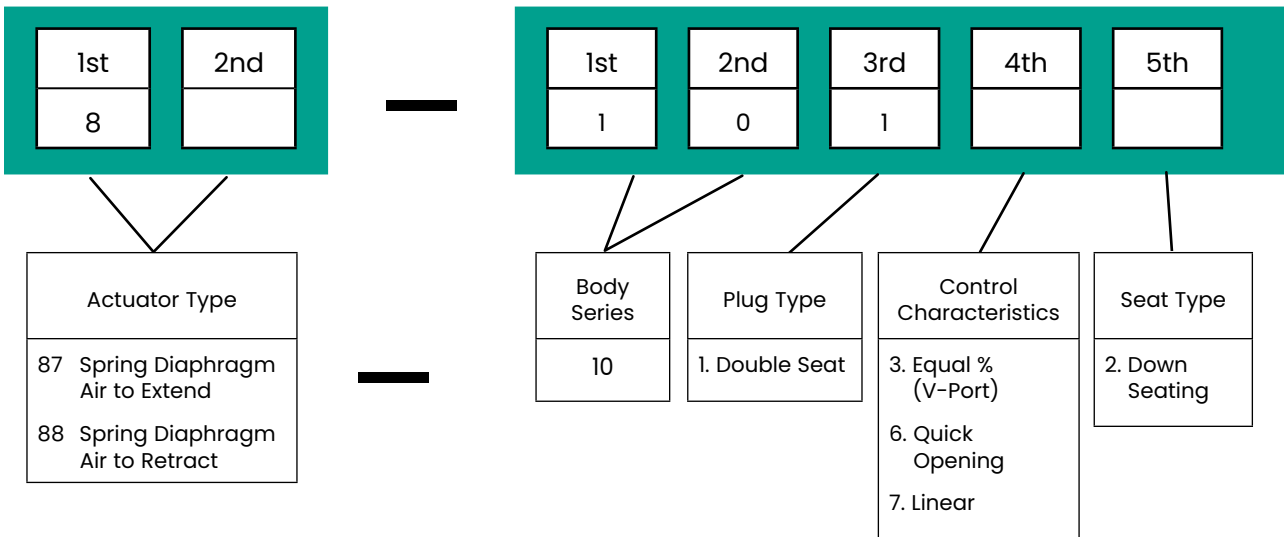 1st
2nd
8
1st
2nd
3rd
4th
5th
1
0
1
Actuator Type
87 Spring Diaphragm
Air to Extend
88 Spring Diaphragm
Air to Retract
Body
Series
10
Plug Type
1. Double Seat
Control
Characteristics
3. Equal %
(V-Port)
6. Quick
Opening
7. Linear
Seat Type
2. Down
Seating